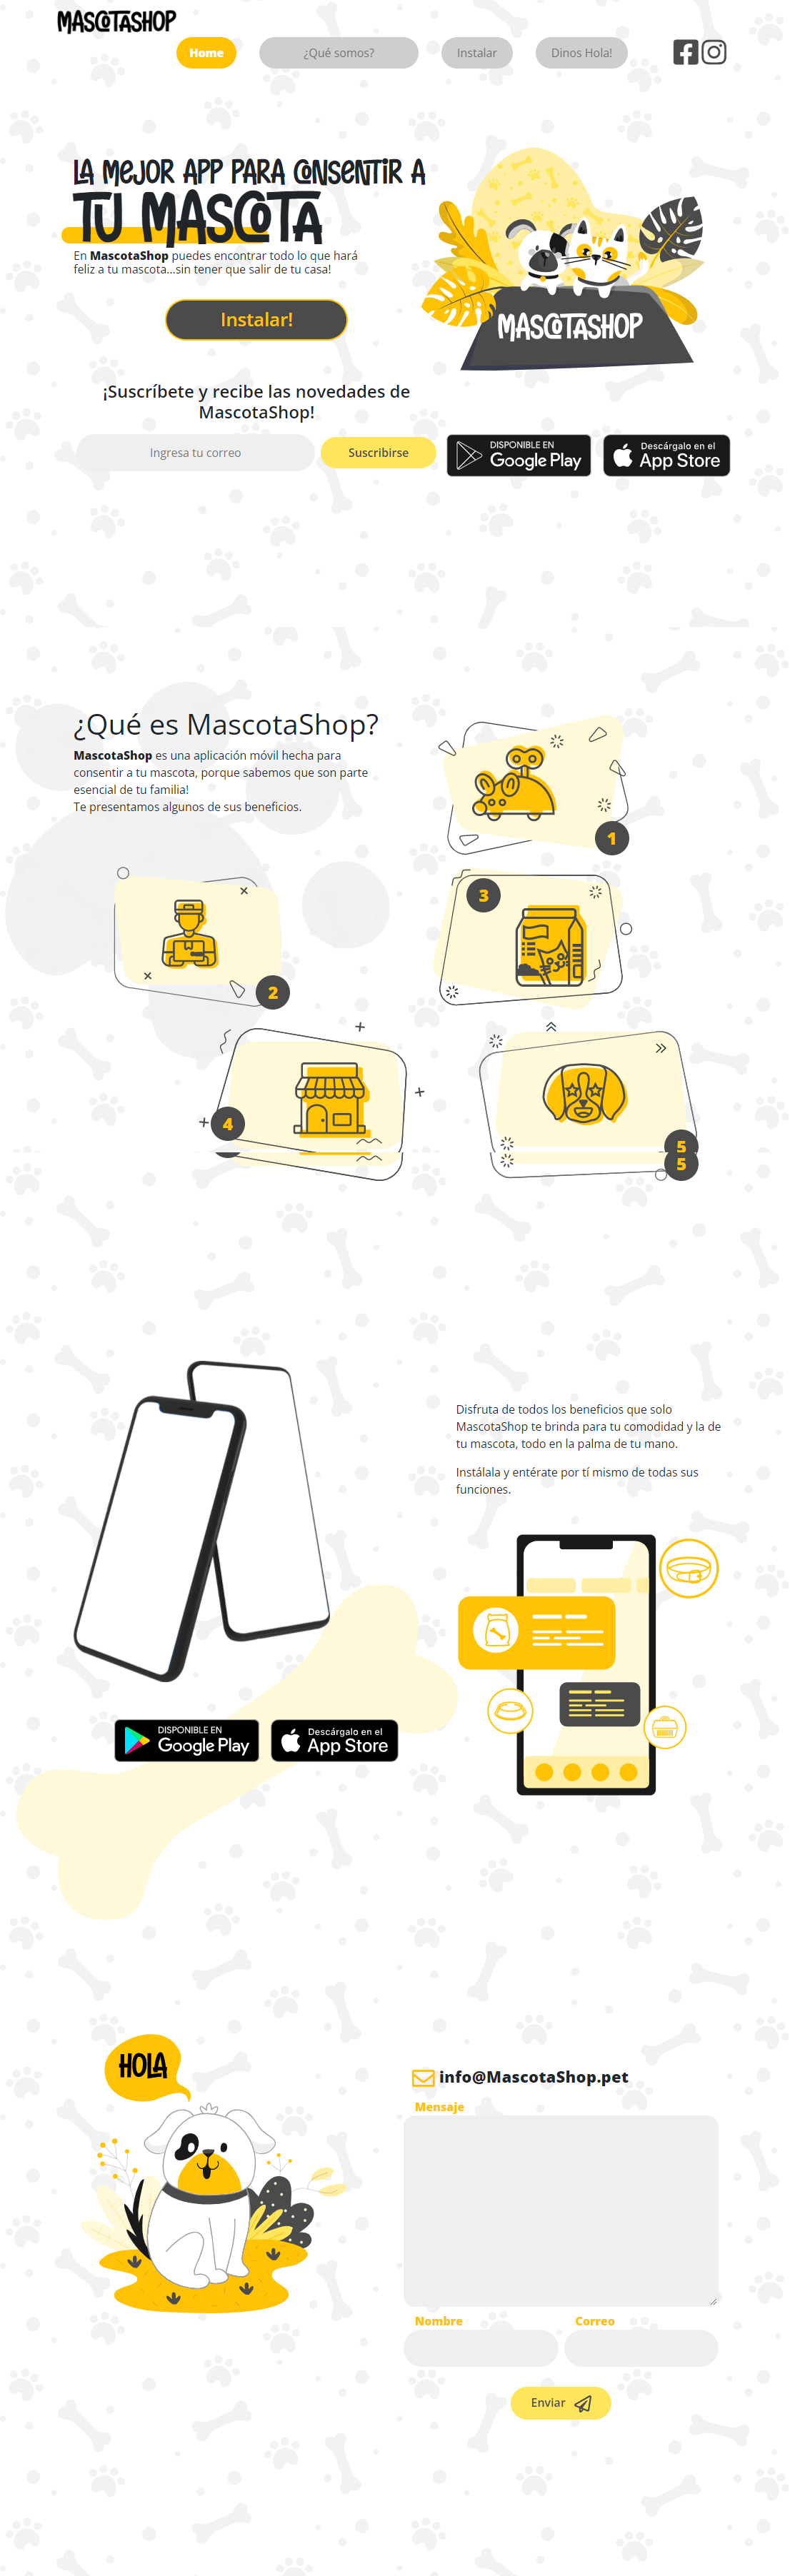 MASCOTASHOP
Home
¿Qué somos?
Instalar
Dinos Hola!
LA MEJOR APP PARA CONSENTIR A
TU MASCOTA
En MascotaShop puedes encontrar todo lo que hará
feliz a tu mascota...sin tener que salir de tu casa!
Instalar!
MASCOTASHOP
¡Suscríbete y recibe las novedades de
MascotaShop!
Ingresa tu correo
Suscribirse
DISPONIBLE EN
Google Play
Descárgalo en el
App Store
¿Qué es MascotaShop?
MascotaShop es una aplicación móvil hecha para
consentir a tu mascota, porque sabemos que son parte
esencial de tu familia!
Te presentamos algunos de sus beneficios.
1
2
3
4
5
5
Disfruta de todos los beneficios que solo
MascotaShop te brinda para tu comodidad y la de
tu mascota, todo en la palma de tu mano.
Instálala y entérate por tí mismo de todas sus
funciones.
DISPONIBLE EN
Google Play
Descárgalo en el
App Store
HOLA
info@MascotaShop.pet
Mensaje
Nombre
Correo
Enviar